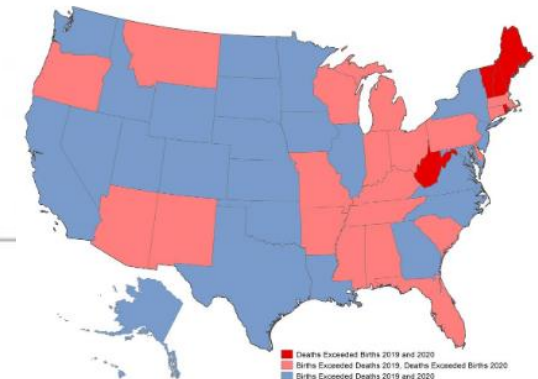 Deaths Exceeded Births 2019 and 2020
Births Exceeded Deaths 2019, Deaths Exceeded Births 2020
Births Exceeded Deaths 2019 and 2020